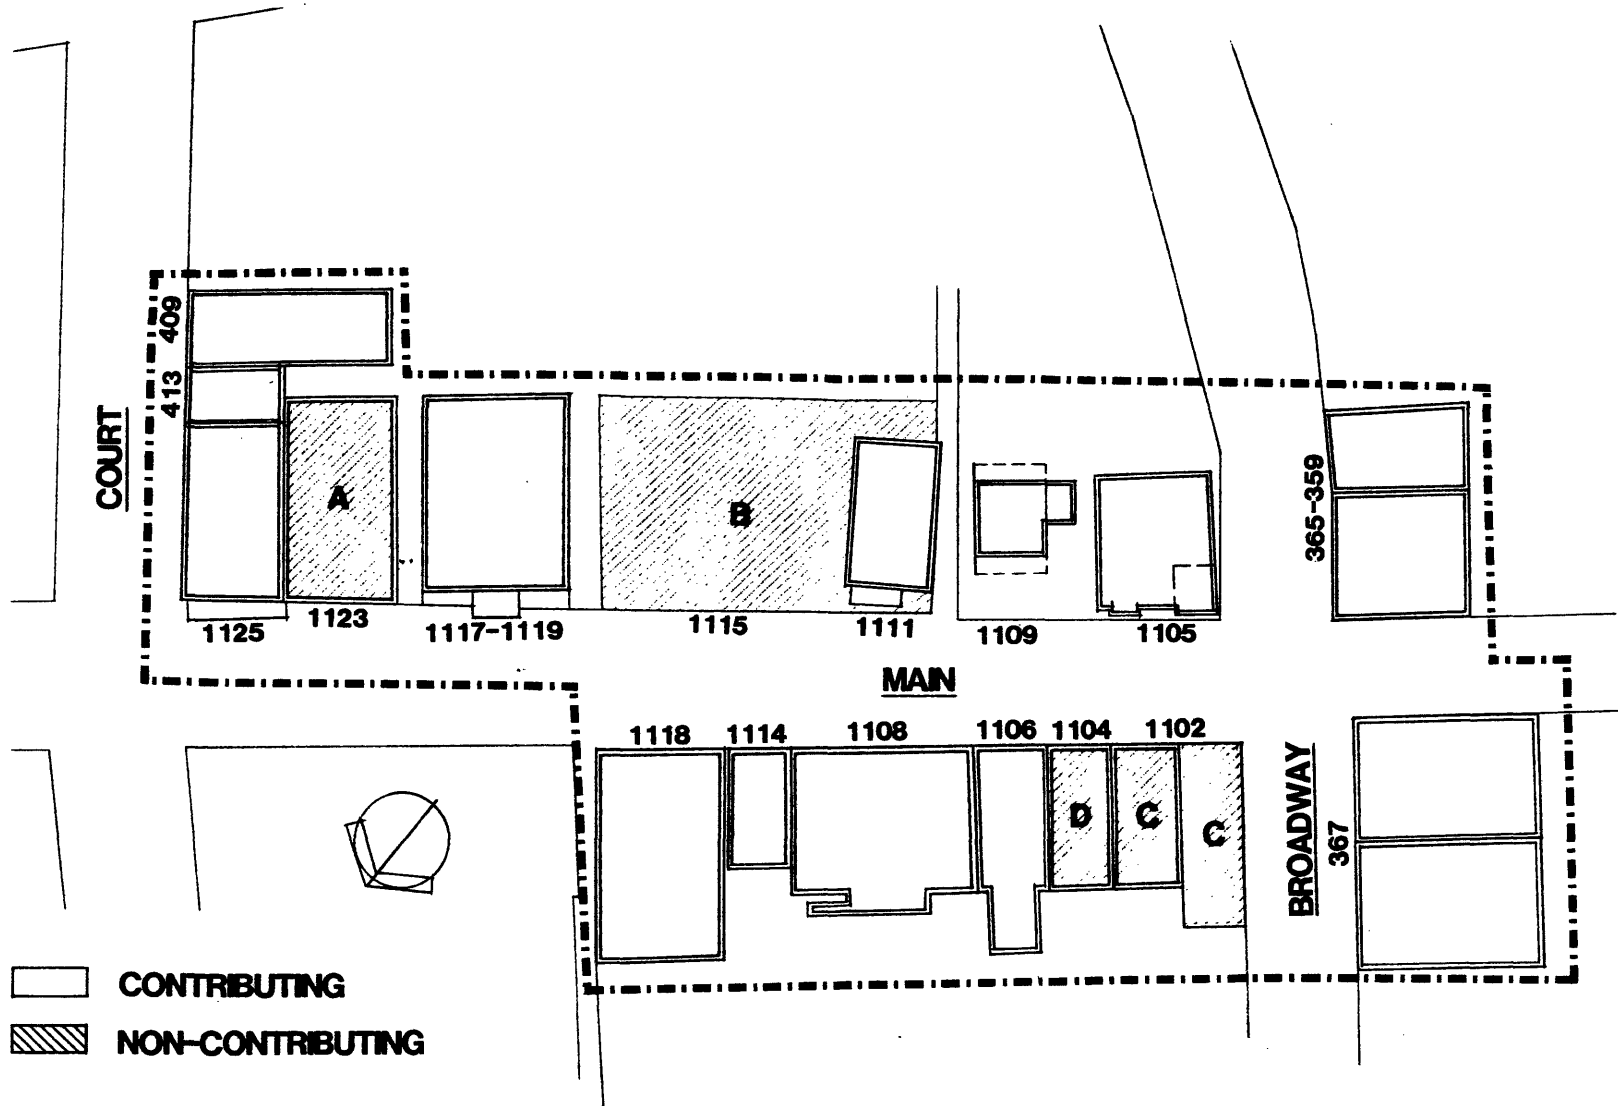 409
413
COURT
A
B
365-359
1125
1123
1117-1119
1115
1111
1109
1105
MAIN
1118
1114
1108
1106
1104
1102
D
C
C
BROADWAY
367
CONTRIBUTING
NON-CONTRIBUTING